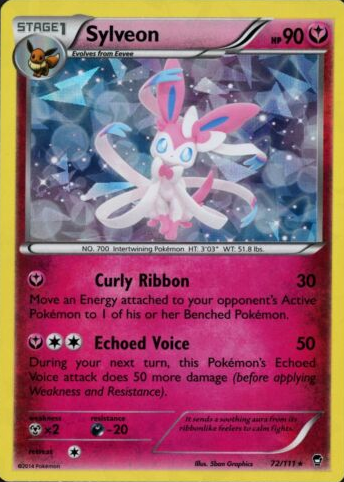 STAGE1
Sylveon
HP 90
Evolves from Eevee
NO. 700 Intertwining Pokémon HT: 3'03" WT: 51.8 lbs.
Curly Ribbon 30
Move an Energy attached to your opponent's Active
Pokémon to 1 of his or her Benched Pokémon.
Echoed Voice 50
During your next turn, this Pokémon's Echoed
Voice attack does 50 more damage (before applying
Weakness and Resistance).
weakness resistance
×2 -20
It sends a soothing aura from its
ribbonlike feelers to calm fights.
retreat
Illus. 5ban Graphics 72/111 ★
©2014 Pokémon